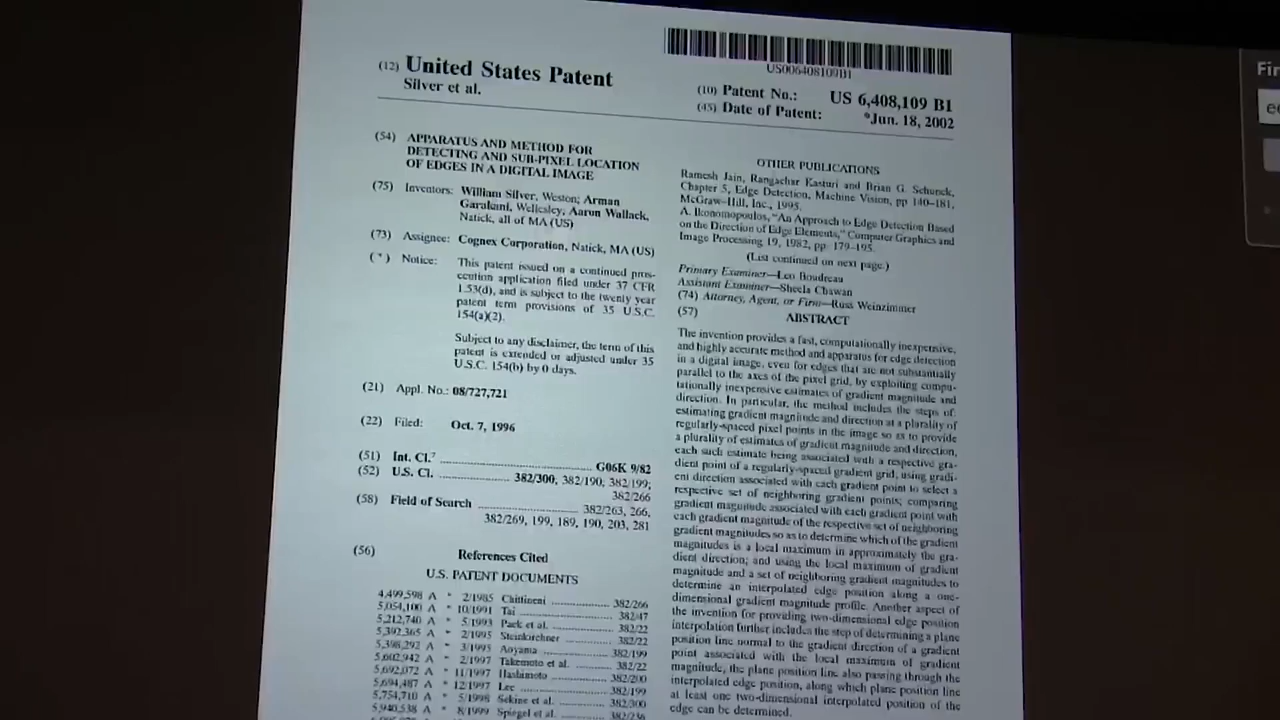 US006408109B1
(12) United States Patent
Silver et al.
(10) Patent No.: US 6,408,109 B1
(45) Date of Patent: *Jun. 18, 2002
(54) APPARATUS AND METHOD FOR
DETECTING AND SUB-PIXEL LOCATION
OF EDGES IN A DIGITAL IMAGE
(75) Inventors: William Silver, Weston; Arman
Garakani, Wellesley; Aaron Wallack,
Natick, all of MA (US)
(73) Assignee: Cognex Corporation, Natick, MA (US)
(*) Notice: This patent issued on a continued pros-
ecution application filed under 37 CFR
1.53(d), and is subject to the twenty year
patent term provisions of 35 U.S.C.
154(a)(2).
Subject to any disclaimer, the term of this
patent is extended or adjusted under 35
U.S.C. 154(b) by 0 days.
(21) Appl. No.: 08/727,721
(22) Filed: Oct. 7, 1996
(51) Int. Cl.7 ................................ G06K 9/82
(52) U.S. Cl. ................ 382/300; 382/190; 382/199;
382/266
(58) Field of Search ..................... 382/263, 266,
382/269, 199, 189, 190, 203, 281
(56) References Cited
U.S. PATENT DOCUMENTS
4,499,598 A * 2/1985 Chittineni ................ 382/266
5,054,100 A * 10/1991 Tai ................ 382/47
5,212,740 A * 5/1993 Paek et al. ................ 382/22
5,392,365 A * 2/1995 Steinkirchner ............ 382/22
5,398,292 A * 3/1995 Aoyama ................ 382/199
5,602,942 A * 2/1997 Takemoto et al. ........ 382/22
5,692,072 A * 11/1997 Hashimoto ................ 382/200
5,694,487 A * 12/1997 Lee ................ 382/199
5,754,710 A * 5/1998 Sekine et al. ............ 382/300
5,940,538 A * 8/1999 Spiegel et al. ............ 382/236
OTHER PUBLICATIONS
Ramesh Jain, Rangachar Kasturi and Brian G. Schunck,
Chapter 5, Edge Detection, Machine Vision, pp 140–181,
McGraw–Hill, Inc., 1995.
A. Ikonomopoulos, “An Approach to Edge Detection Based
on the Direction of Edge Elements,” Computer Graphics and
Image Processing 19, 1982, pp. 179–195.
(List continued on next page.)
Primary Examiner—Leo Boudreau
Assistant Examiner—Sheela Chawan
(74) Attorney, Agent, or Firm—Russ Weinzimmer
(57) ABSTRACT
The invention provides a fast, computationally inexpensive,
and highly accurate method and apparatus for edge detection
in a digital image, even for edges that are not substantially
parallel to the axes of the pixel grid, by exploiting compu-
tationally inexpensive estimates of gradient magnitude and
direction. In particular, the method includes the steps of:
estimating gradient magnitude and direction at a plurality of
regularly-spaced pixel points in the image so as to provide
a plurality of estimates of gradient magnitude and direction,
each such estimate being associated with a respective gra-
dient point of a regularly-spaced gradient grid; using gradi-
ent direction associated with each gradient point to select a
respective set of neighboring gradient points; comparing
gradient magnitude associated with each gradient point with
each gradient magnitude of the respective set of neighboring
gradient magnitudes so as to determine which of the gradient
magnitudes is a local maximum in approximately the gra-
dient direction; and using the local maximum of gradient
magnitude and a set of neighboring gradient magnitudes to
determine an interpolated edge position along a one-
dimensional gradient magnitude profile. Another aspect of
the invention for providing two-dimensional edge position
interpolation further includes the step of determining a plane
position line normal to the gradient direction of a gradient
point associated with the local maximum of gradient
magnitude, the plane position line also passing through the
interpolated edge position, along which plane position line
at least one two-dimensional interpolated position of the
edge can be determined.